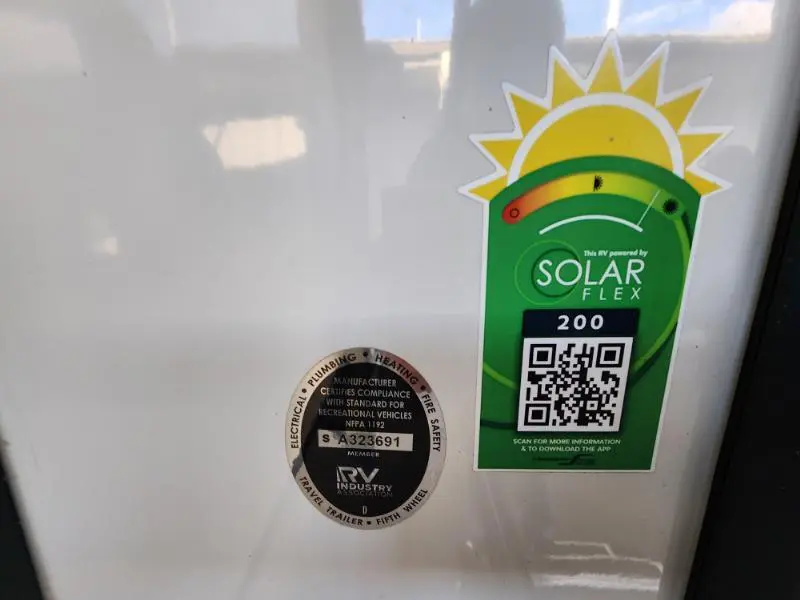 This RV powered by
SOLAR
FLEX
200
SCAN FOR MORE INFORMATION
& TO DOWNLOAD THE APP
ELECTRICAL • PLUMBING • HEATING • FIRE SAFETY
MANUFACTURER
CERTIFIES COMPLIANCE
WITH STANDARD FOR
RECREATIONAL VEHICLES
NFPA 1192
S A323691
MEMBER
RV
INDUSTRY
ASSOCIATION
D
TRAVEL TRAILER • FIFTH WHEEL